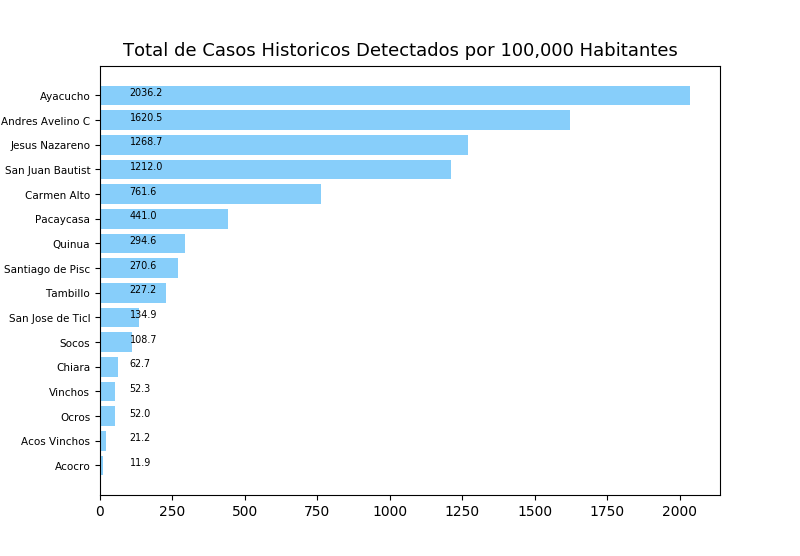 Total de Casos Historicos Detectados por 100,000 Habitantes
Ayacucho 2036.2
Andres Avelino C 1620.5
Jesus Nazareno 1268.7
San Juan Bautist 1212.0
Carmen Alto 761.6
Pacaycasa 441.0
Quinua 294.6
Santiago de Pisc 270.6
Tambillo 227.2
San Jose de Ticl 134.9
Socos 108.7
Chiara 62.7
Vinchos 52.3
Ocros 52.0
Acos Vinchos 21.2
Acocro 11.9
0 250 500 750 1000 1250 1500 1750 2000